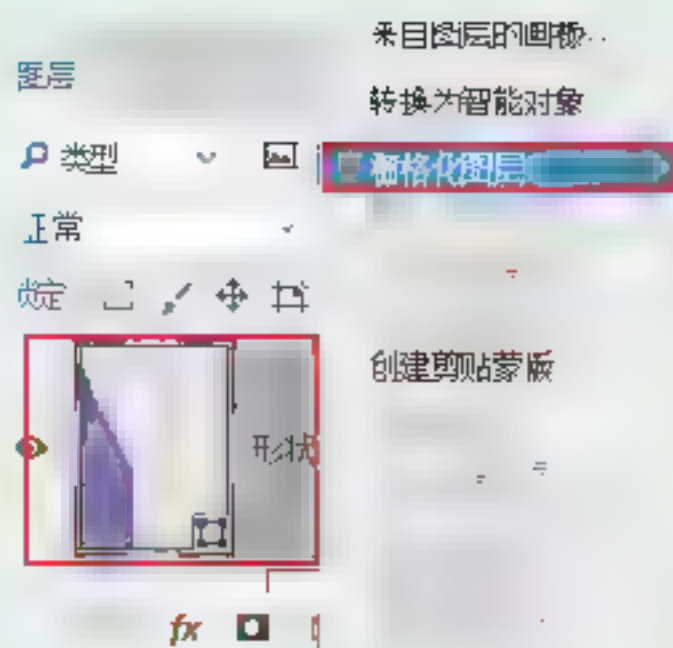 图层
类型
正常
锁定
形状
fx
来自图层的画板...
转换为智能对象
栅格化图层
创建剪贴蒙版